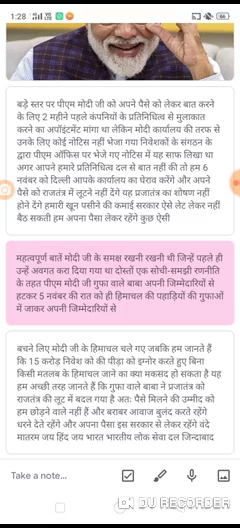 1:28
66
बड़े स्तर पर पीएम मोदी जी को अपने पैसे को लेकर बात करने
के लिए 2 महीने पहले कंपनियों के प्रतिनिधित्व से मुलाकात
करने का अपॉइंटमेंट मांगा था लेकिन मोदी कार्यालय की तरफ से
उनके लिए कोई नोटिस नहीं भेजा गया निवेशकों के संगठन के
द्वारा पीएम ऑफिस पर भेजे गए नोटिस में यह साफ लिखा था
अगर आपने हमारे प्रतिनिधित्व दल से बात नहीं की तो हम 6
नवंबर को दिल्ली आपके कार्यालय का घेराव करेंगे और अपने
पैसे को राजतंत्र में लूटने नहीं देंगे यह प्रजातंत्र का शोषण नहीं
होने देंगे हमारी खून पसीने की कमाई सरकार ऐसे लेट लेकर नहीं
बैठ सकती हम अपना पैसा लेकर रहेंगे कुछ ऐसी
महत्वपूर्ण बातें मोदी जी के समक्ष रखनी रखनी थी जिन्हें पहले ही
उन्हें अवगत करा दिया गया था दोस्तों एक सोची-समझी रणनीति
के तहत पीएम मोदी जी गुफा वाले बाबा अपनी जिम्मेदारियों से
हटकर 5 नवंबर की रात को ही हिमाचल की पहाड़ियों की गुफाओं
में जाकर अपनी जिम्मेदारियों से
बचने लिए मोदी जी के हिमाचल चले गए जबकि हम जानते हैं
कि 15 करोड़ निवेश को की पीड़ा को इग्नोर करते हुए बिना
किसी मतलब के हिमाचल जाने का क्या मकसद हो सकता है यह
हम अच्छी तरह जानते हैं कि गुफा वाले बाबा ने प्रजातंत्र को
राजतंत्र की लूट में बदल गया है अतः पैसे मिलने की उम्मीद को
हम छोड़ने वाले नहीं हैं और बराबर आवाज बुलंद करते रहेंगे
धरने देते रहेंगे और अपना पैसा इस सरकार से लेकर रहेंगे वंदे
मातरम जय हिंद जय भारत भारतीय लोक सेवा दल जिन्दाबाद
Take a note...
DU RECORDER